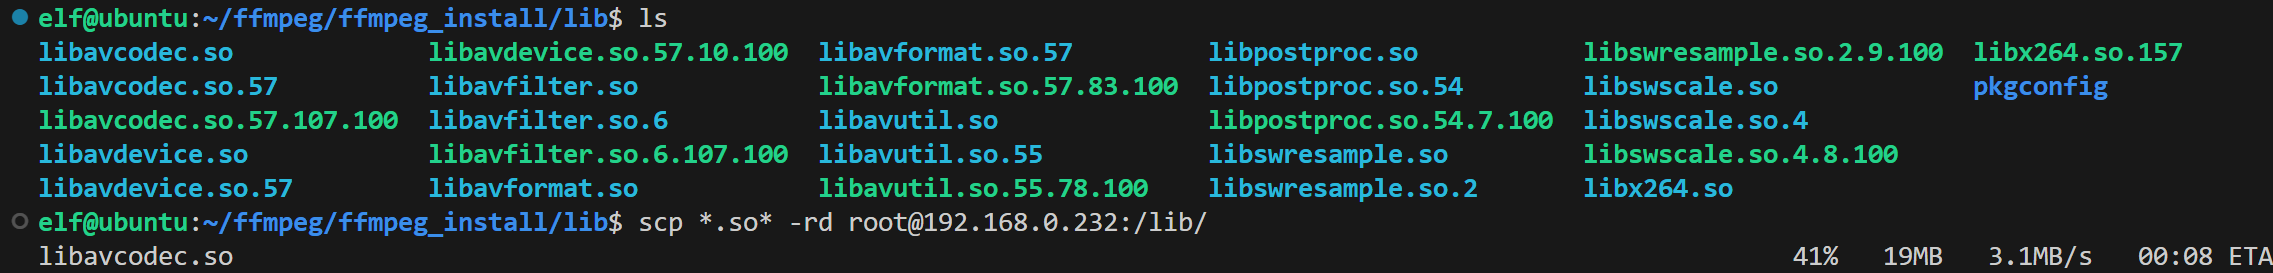 elf@ubuntu:~/ffmpeg/ffmpeg_install/lib$ ls
libavcodec.so libavdevice.so.57.10.100 libavformat.so.57 libpostproc.so libswresample.so.2.9.100 libx264.so.157
libavcodec.so.57 libavfilter.so libavformat.so.57.83.100 libpostproc.so.54 libswscale.so pkgconfig
libavcodec.so.57.107.100 libavfilter.so.6 libavutil.so libpostproc.so.54.7.100 libswscale.so.4
libavdevice.so libavfilter.so.6.107.100 libavutil.so.55 libswresample.so libswscale.so.4.8.100
libavdevice.so.57 libavformat.so libavutil.so.55.78.100 libswresample.so.2 libx264.so
elf@ubuntu:~/ffmpeg/ffmpeg_install/lib$ scp *.so* -rd root@192.168.0.232:/lib/
libavcodec.so 41% 19MB 3.1MB/s 00:08 ETA